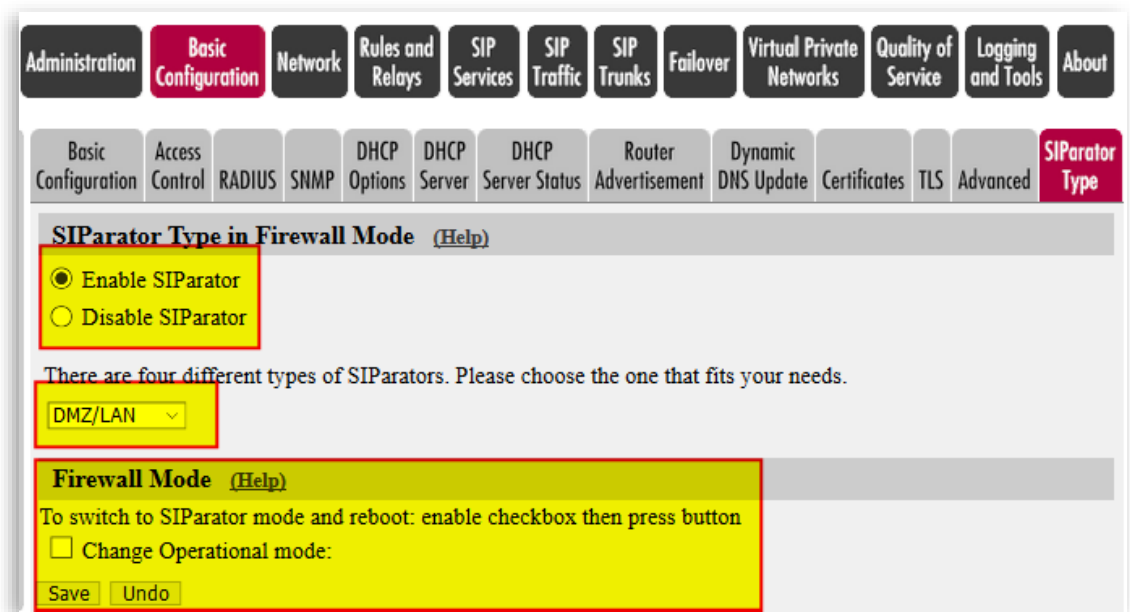 Administration Basic Configuration Network Rules and Relays SIP Services SIP Traffic SIP Trunks Failover Virtual Private Networks Quality of Service Logging and Tools About
Basic Configuration Access Control RADIUS SNMP DHCP Options DHCP Server DHCP Server Status Router Advertisement Dynamic DNS Update Certificates TLS Advanced SIParator Type
SIParator Type in Firewall Mode (Help)
Enable SIParator
Disable SIParator
There are four different types of SIParators. Please choose the one that fits your needs.
DMZ/LAN
Firewall Mode (Help)
To switch to SIParator mode and reboot: enable checkbox then press button
Change Operational mode:
Save Undo